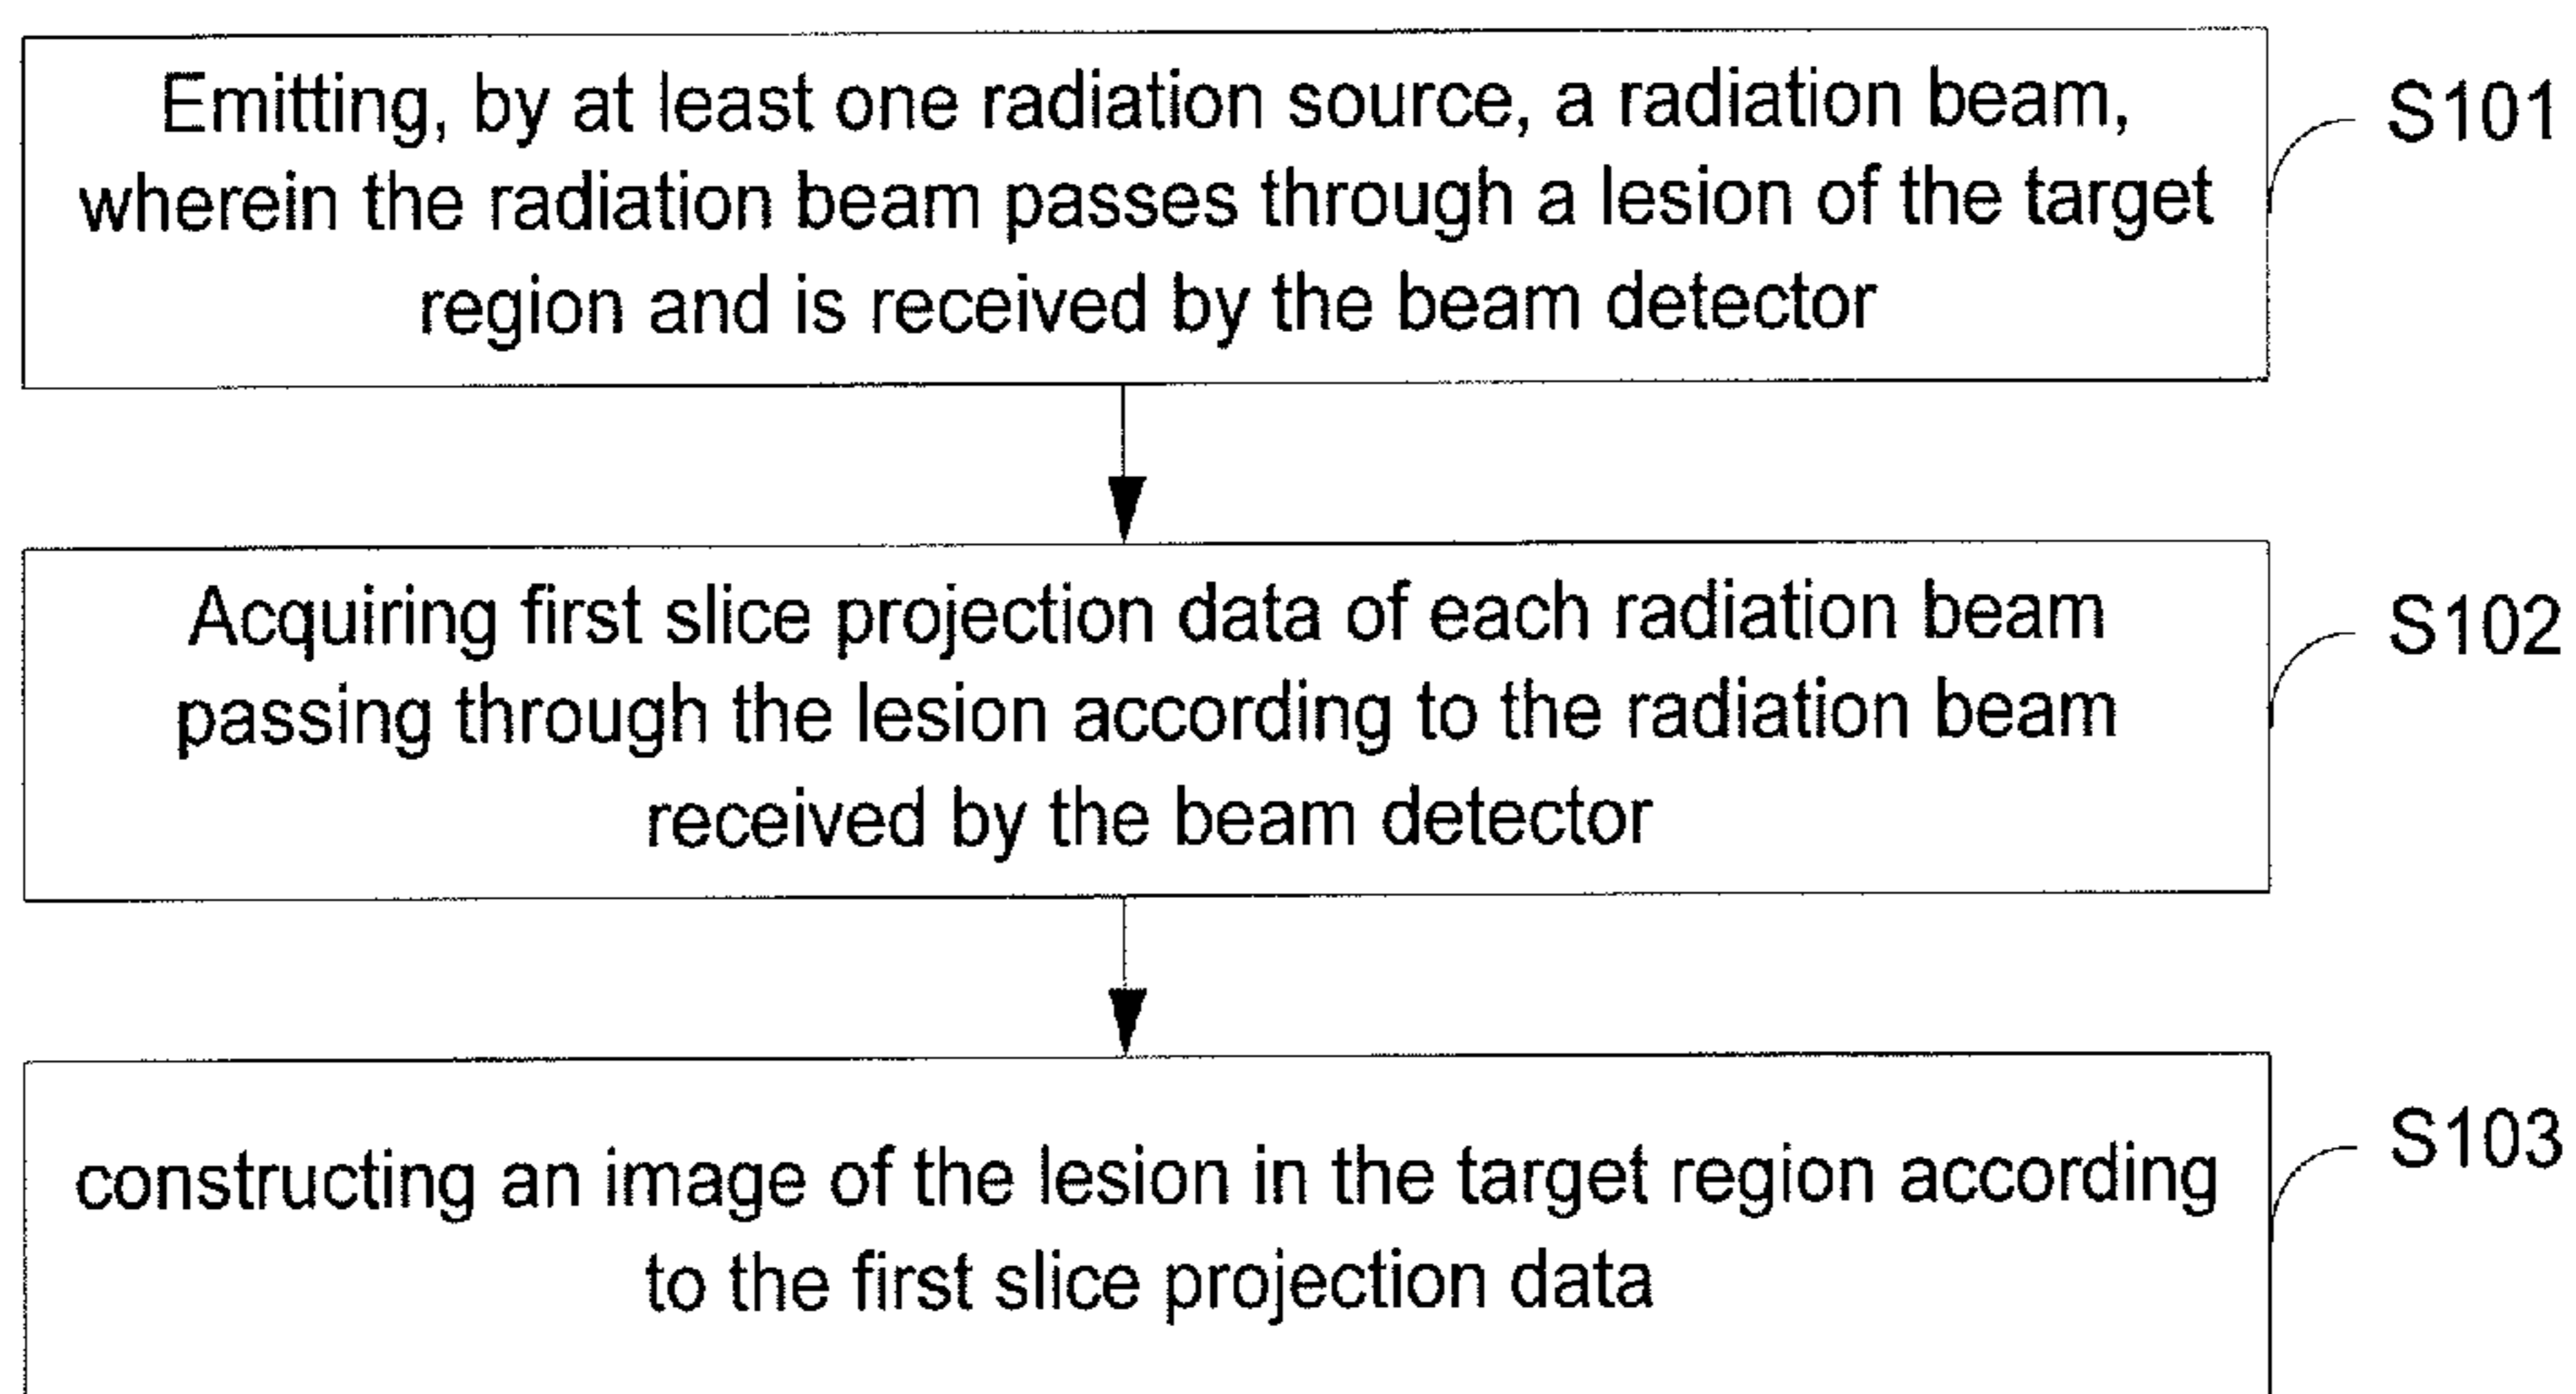 Emitting, by at least one radiation source, a radiation beam,
wherein the radiation beam passes through a lesion of the target
region and is received by the beam detector
S101
Acquiring first slice projection data of each radiation beam
passing through the lesion according to the radiation beam
received by the beam detector
S102
constructing an image of the lesion in the target region according
to the first slice projection data
S103